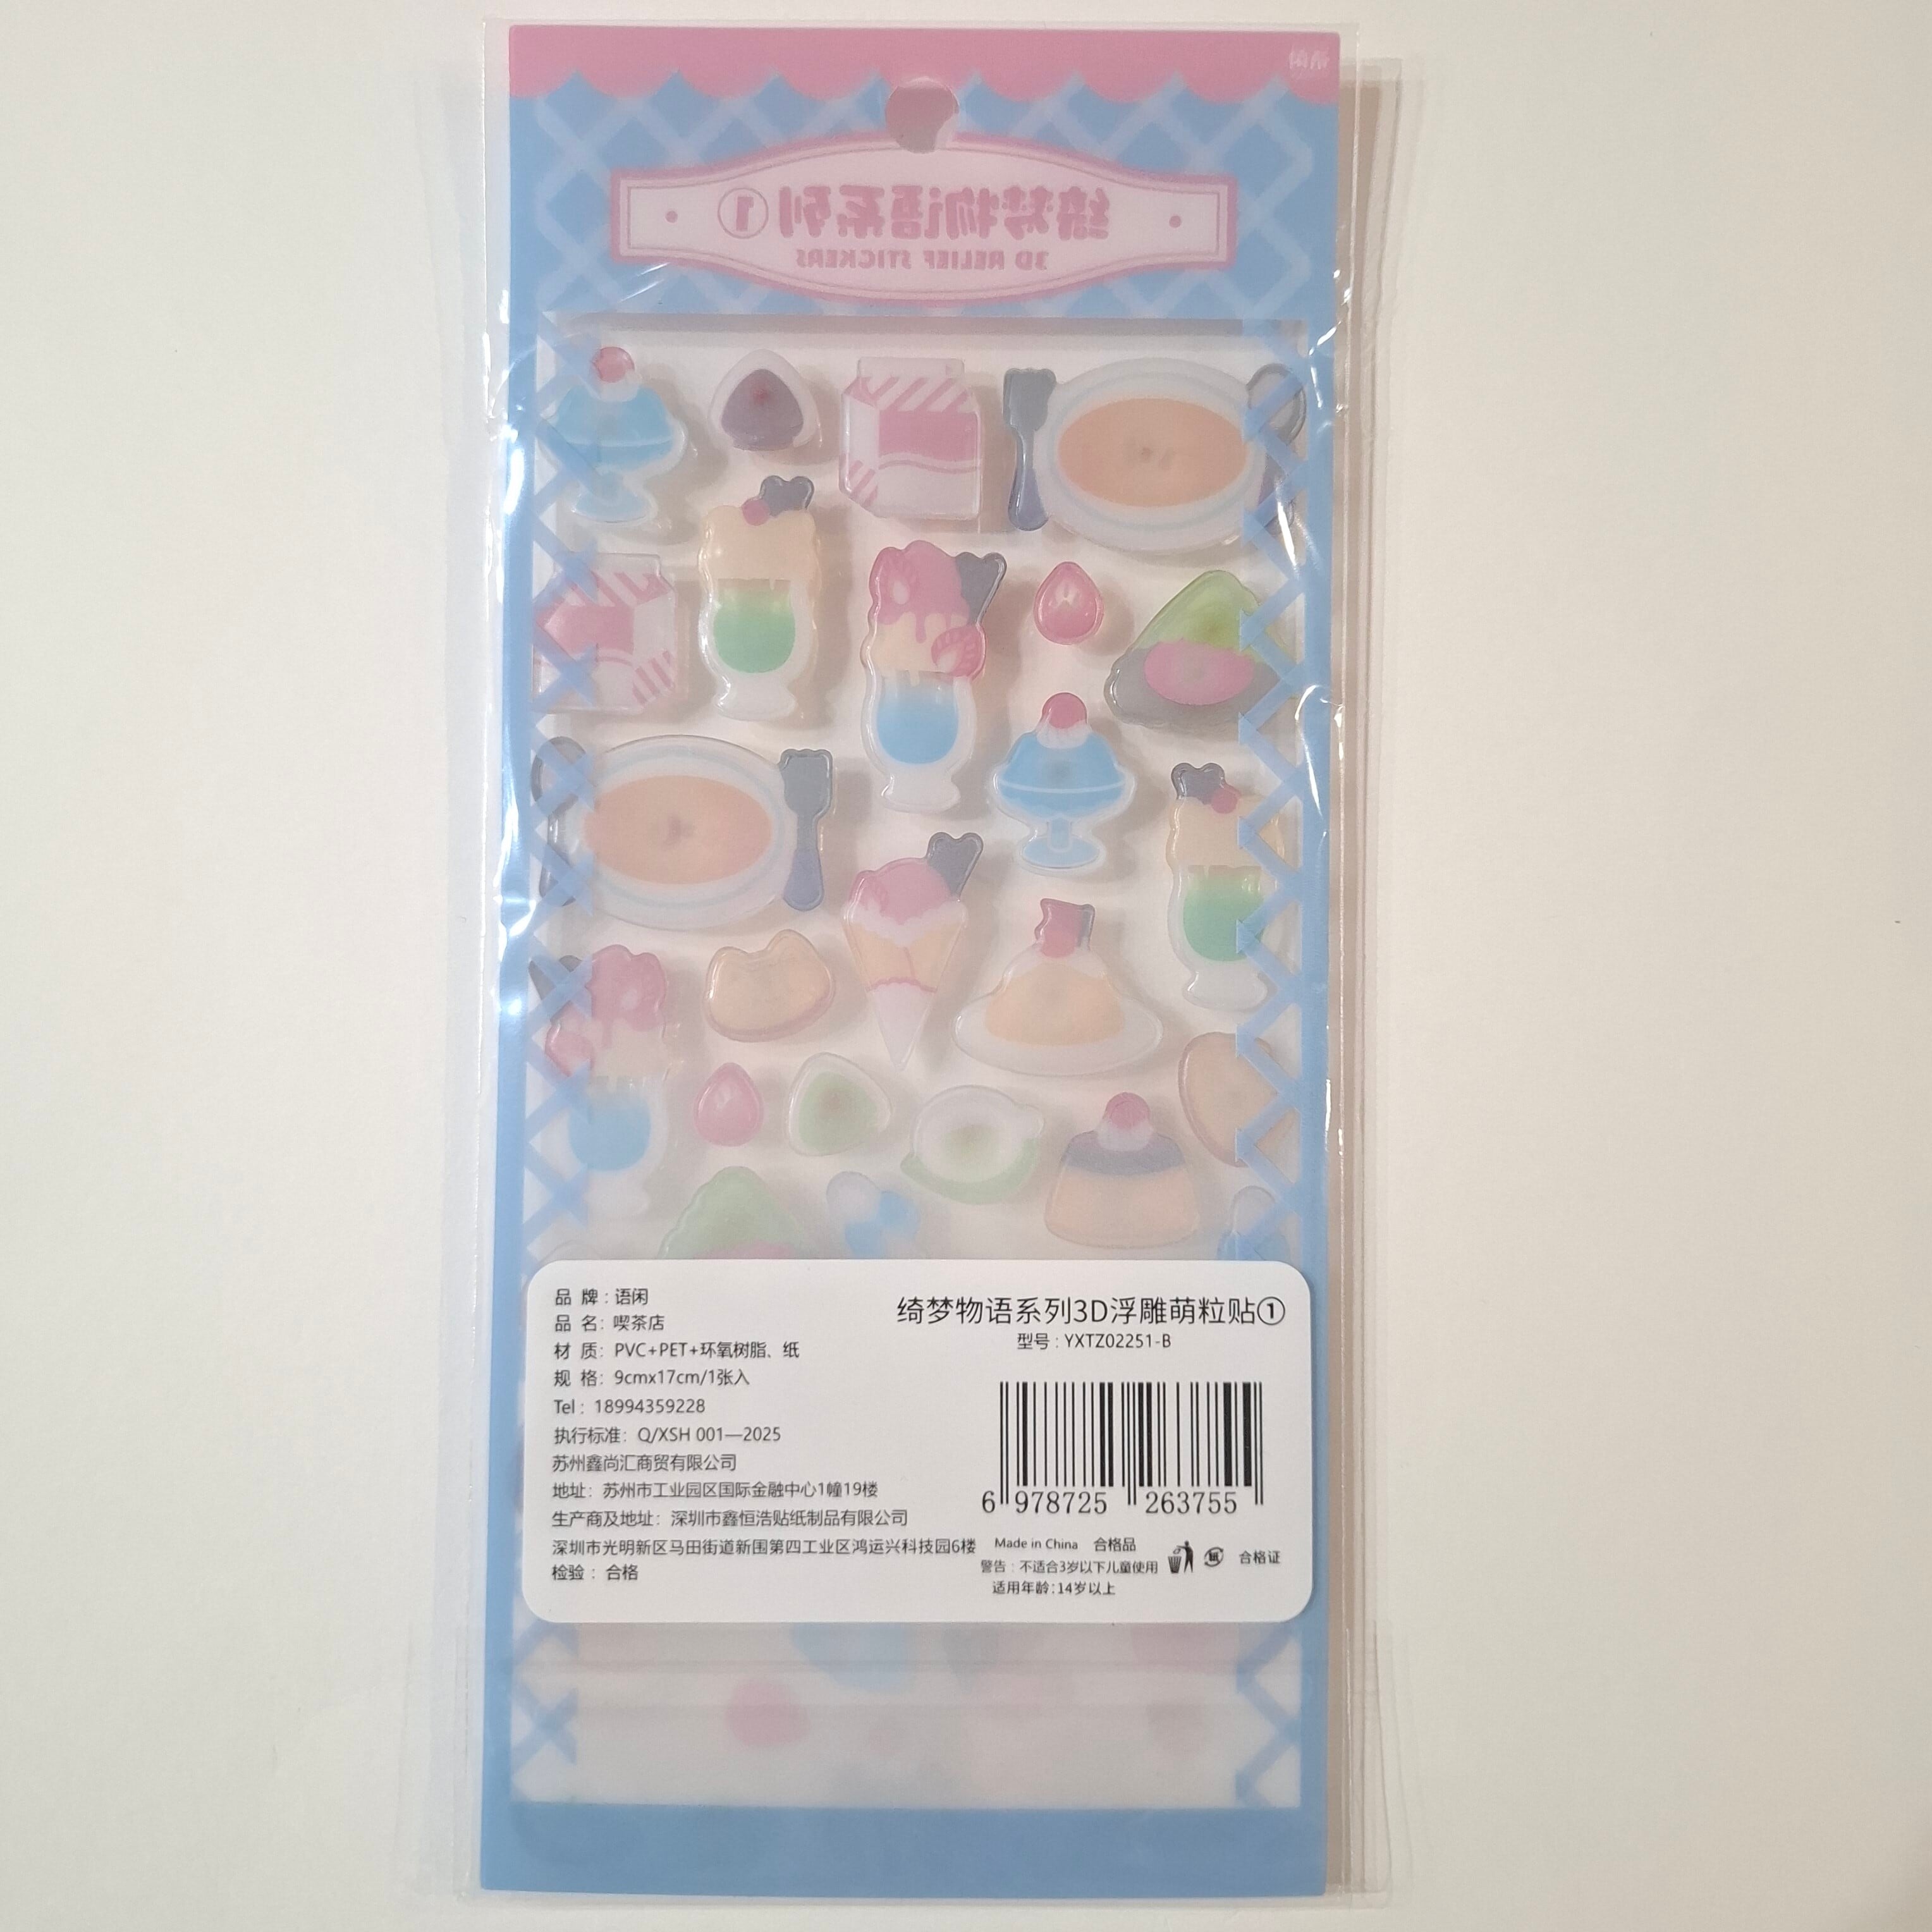 绮梦物语系列①
3D RELIEF STICKERS
品 牌：语闲
品 名：喫茶店
材 质：PVC+PET+环氧树脂、纸
规 格：9cmx17cm/1张入
Tel：18994359228
执行标准：Q/XSH 001—2025
苏州鑫尚汇商贸有限公司
地址：苏州市工业园区国际金融中心1幢19楼
生产商及地址：深圳市鑫恒浩贴纸制品有限公司
深圳市光明新区马田街道新围第四工业区鸿运兴科技园6楼
检验：合格
绮梦物语系列3D浮雕萌粒贴①
型号：YXTZ02251-B
6 978725 263755
Made in China 合格品
警告：不适合3岁以下儿童使用
适用年龄：14岁以上
合格证